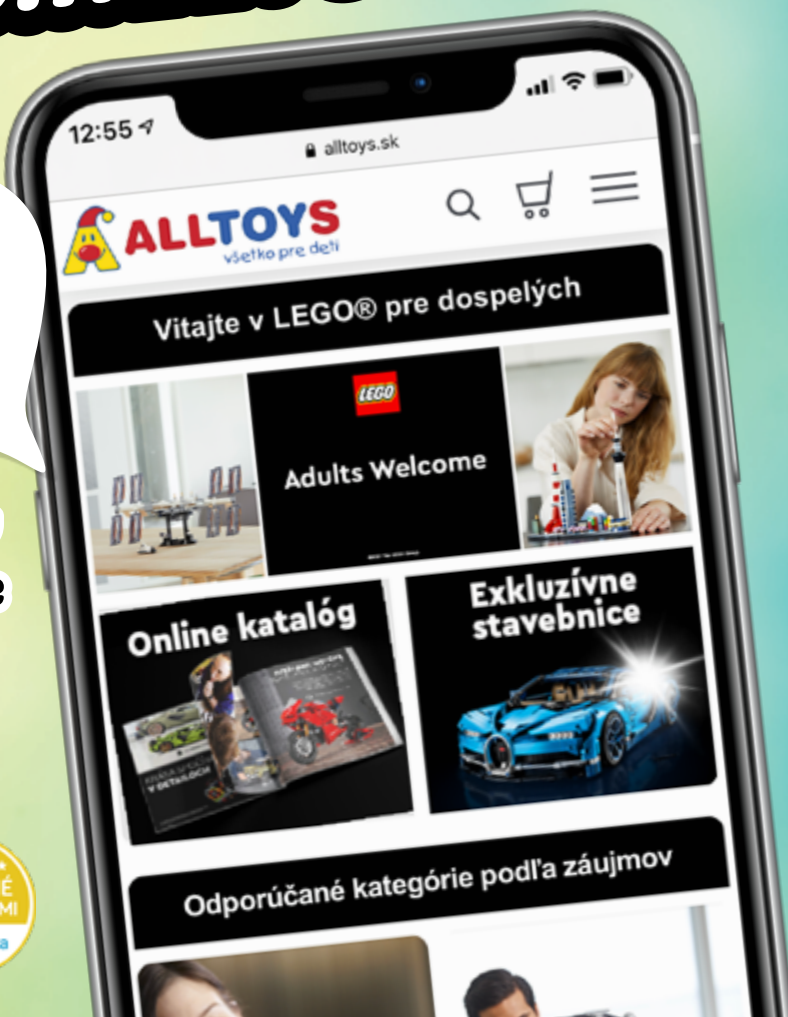 12:55
alltoys.sk
ALLTOYS
všetko pre deti
Vitajte v LEGO® pre dospelých
LEGO
Adults Welcome
Online katalóg
Exkluzívne
stavebnice
V DETAILOCH
Odporúčané kategórie podľa záujmov